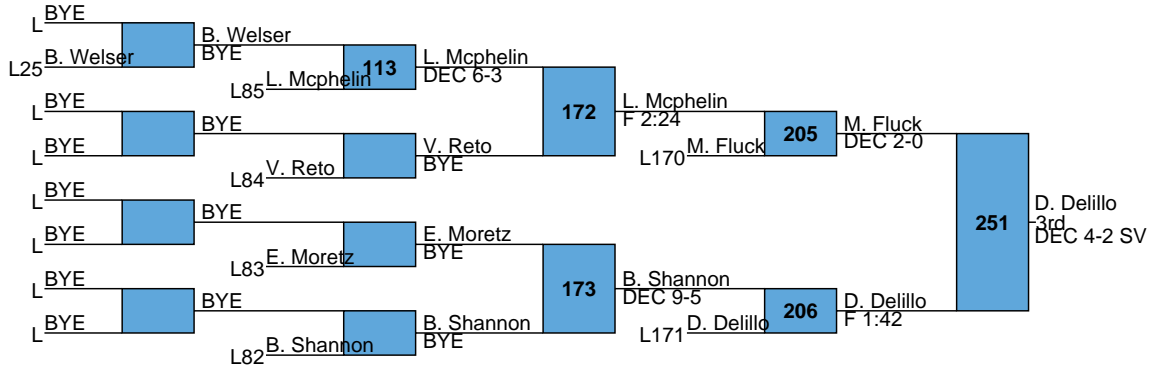 BYE
L
B. Welser
L25
B. Welser
BYE
113
L. Mcphelin
L85
L. Mcphelin
DEC 6-3
BYE
L
BYE
L
BYE
V. Reto
L84
V. Reto
BYE
172
L. Mcphelin
F 2:24
M. Fluck
L170
205
M. Fluck
DEC 2-0
BYE
L
BYE
L
BYE
E. Moretz
L83
E. Moretz
BYE
BYE
L
BYE
L
BYE
B. Shannon
L82
B. Shannon
BYE
173
B. Shannon
DEC 9-5
D. Delillo
L171
206
D. Delillo
F 1:42
251
D. Delillo
3rd
DEC 4-2 SV